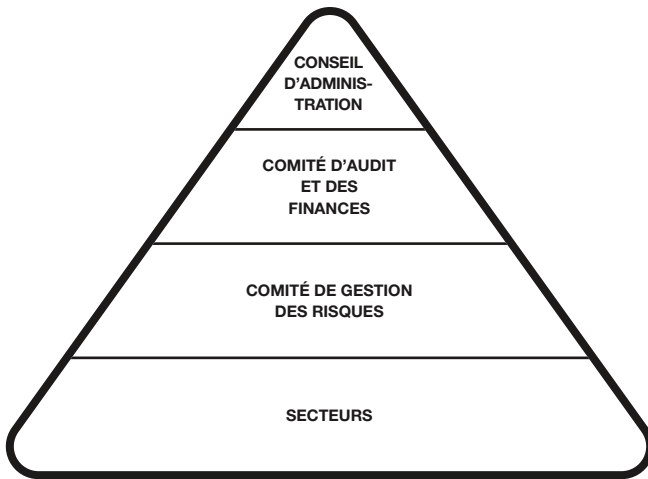 CONSEIL
D’ADMINIS-
TRATION
COMITÉ D’AUDIT
ET DES
FINANCES
COMITÉ DE GESTION
DES RISQUES
SECTEURS